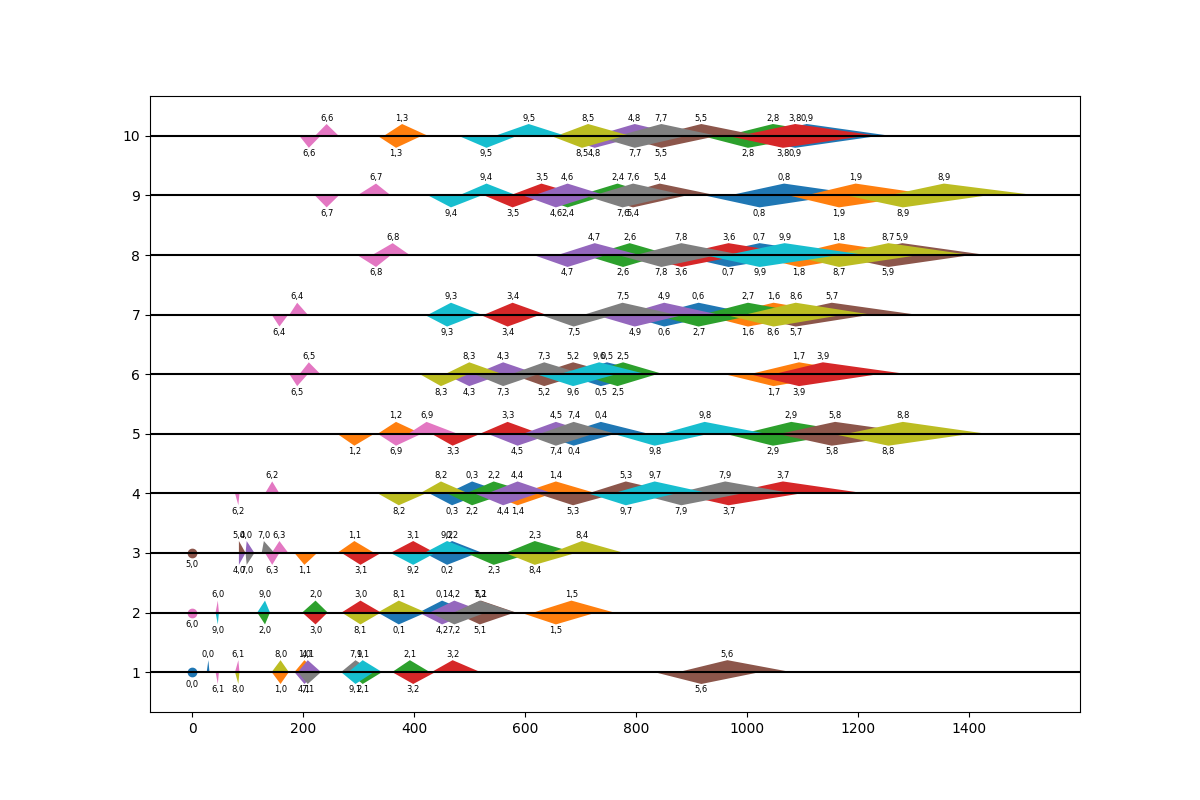 6,6 1,3 9,5 8,5 4,8 7,7 5,5 2,8 3,8 0,9
10
6,6 1,3 9,5 8,5 4,8 7,7 5,5 2,8 3,8 0,9
6,7 9,4 3,5 4,6 2,4 7,6 5,4 0,8 1,9 8,9
9
6,7 9,4 3,5 4,6 2,4 7,6 5,4 0,8 1,9 8,9
6,8 4,7 2,6 7,8 3,6 0,7 9,9 1,8 8,7 5,9
8
6,8 4,7 2,6 7,8 3,6 0,7 9,9 1,8 8,7 5,9
6,4 9,3 3,4 7,5 4,9 0,6 2,7 1,6 8,6 5,7
7
6,4 9,3 3,4 7,5 4,9 0,6 2,7 1,6 8,6 5,7
6,5 8,3 4,3 7,3 5,2 9,6 0,5 2,5 1,7 3,9
6
6,5 8,3 4,3 7,3 5,2 9,6 0,5 2,5 1,7 3,9
1,2 6,9 3,3 4,5 7,4 0,4 9,8 2,9 5,8 8,8
5
1,2 6,9 3,3 4,5 7,4 0,4 9,8 2,9 5,8 8,8
6,2 8,2 0,3 2,2 4,4 1,4 5,3 9,7 7,9 3,7
4
6,2 8,2 0,3 2,2 4,4 1,4 5,3 9,7 7,9 3,7
5,0 4,0 7,0 6,3 1,1 3,1 9,2 0,2 2,3 8,4
3
5,0 4,0 7,0 6,3 1,1 3,1 9,2 0,2 2,3 8,4
6,0 9,0 2,0 3,0 8,1 0,1 4,2 7,2 5,1 1,5
2
6,0 9,0 2,0 3,0 8,1 0,1 4,2 7,2 5,1 1,5
0,0 6,1 8,0 1,0 4,1 7,1 9,1 2,1 3,2 5,6
1
0,0 6,1 8,0 1,0 4,1 7,1 9,1 2,1 3,2 5,6
0 200 400 600 800 1000 1200 1400